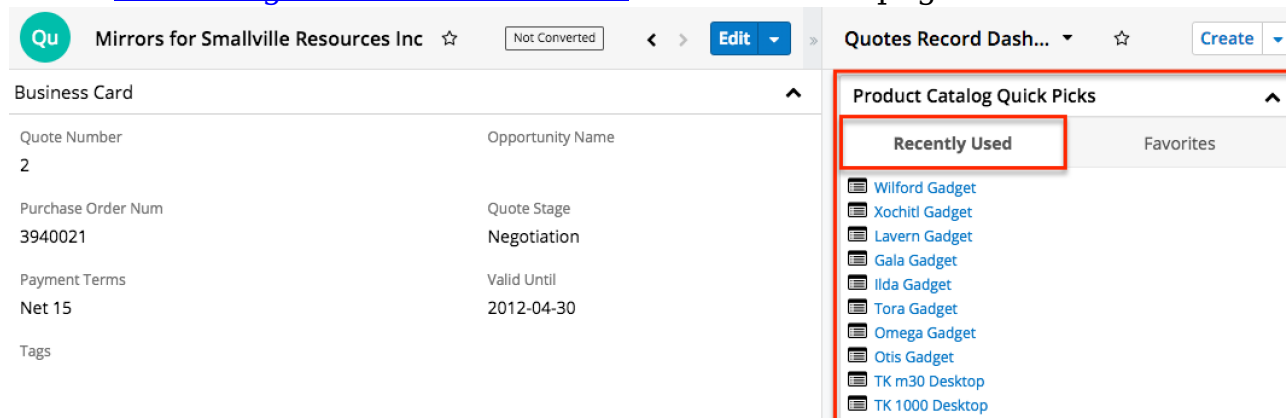 Qu Mirrors for Smallville Resources Inc Not Converted Edit
Business Card
Quote Number Opportunity Name
2
Purchase Order Num Quote Stage
3940021 Negotiation
Payment Terms Valid Until
Net 15 2012-04-30
Tags
Quotes Record Dash... Create
Product Catalog Quick Picks
Recently Used Favorites
Wilford Gadget
Xochitl Gadget
Lavern Gadget
Gala Gadget
Ilda Gadget
Tora Gadget
Omega Gadget
Otis Gadget
TK m30 Desktop
TK 1000 Desktop